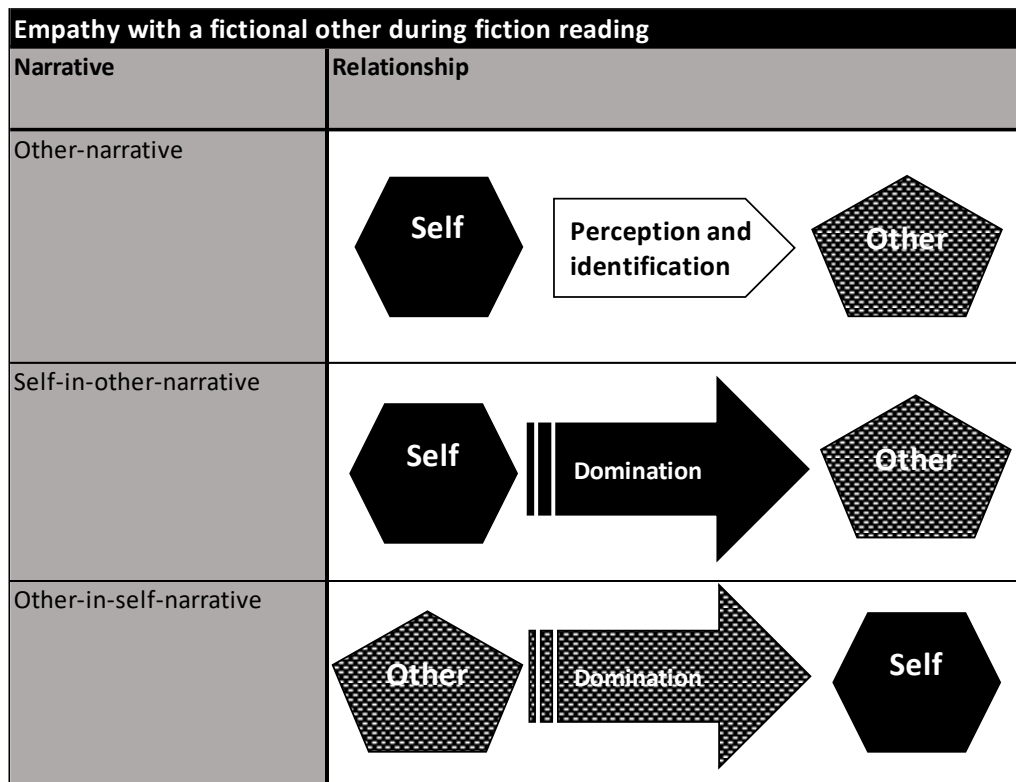 Empathy with a fictional other during fiction reading
Narrative
Relationship
Other-narrative
Self
Perception and
identification
Other
Self-in-other-narrative
Self
Domination
Other
Other-in-self-narrative
Other
Domination
Self